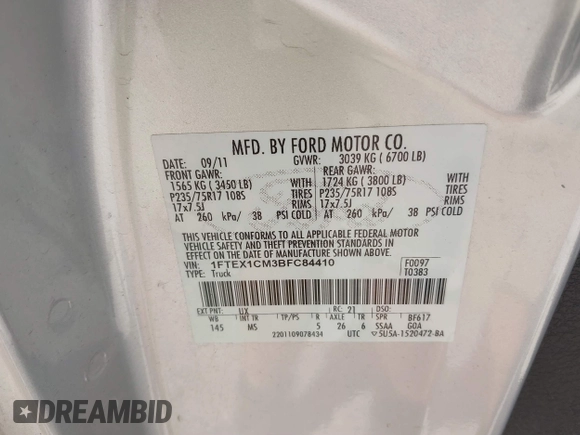 MFD. BY FORD MOTOR CO.
DATE: 09/11 GVWR: 3039 KG ( 6700 LB)
FRONT GAWR: REAR GAWR:
1565 KG ( 3450 LB) WITH 1724 KG ( 3800 LB) WITH
P235/75R17 108S TIRES P235/75R17 108S TIRES
17x7.5J RIMS 17x7.5J RIMS
AT 260 kPa/ 38 PSI COLD AT 260 kPa/ 38 PSI COLD
THIS VEHICLE CONFORMS TO ALL APPLICABLE FEDERAL MOTOR
VEHICLE SAFETY AND THEFT PREVENTION STANDARDS IN
EFFECT ON THE DATE OF MANUFACTURE SHOWN ABOVE.
VIN: 1FTEX1CM3BFC84410 F0097
TYPE: Truck T0383
EXT PNT: UX RC: 21 DSO:
WB INT TR TP/PS R AXLE TR SPR BF617
145 MS 5 26 6 SSAA GOA
2201109078434 UTC 5U5A-1520472-BA
DREAMBID